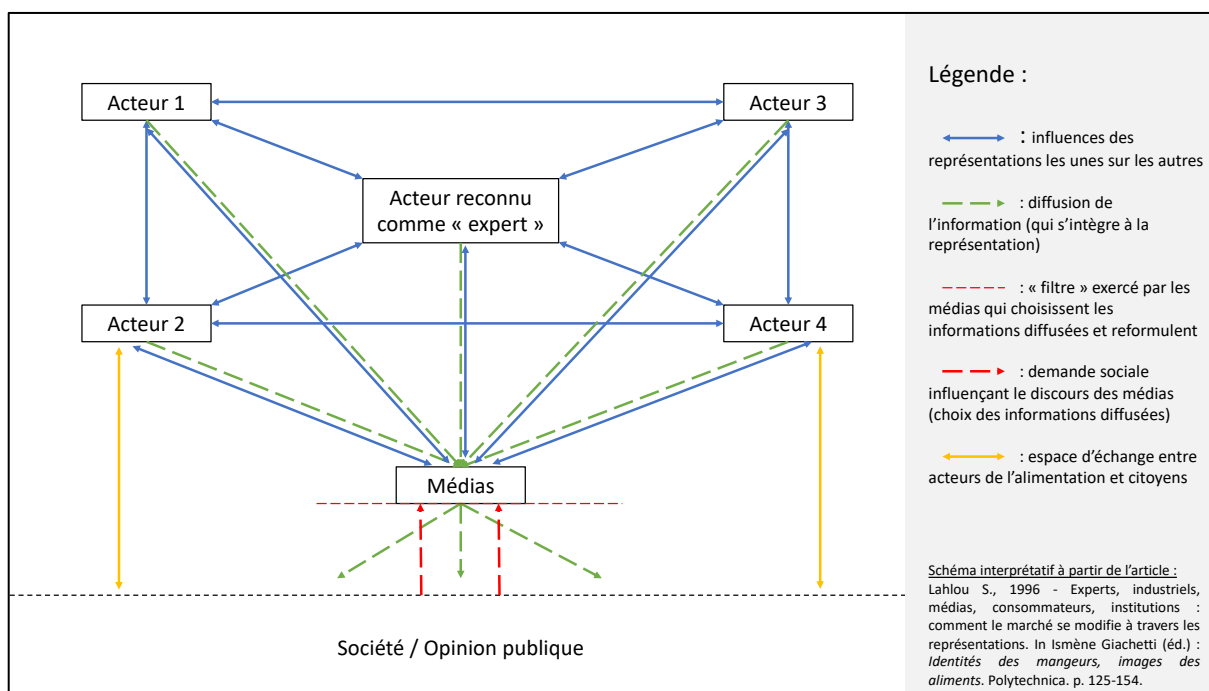 Acteur 1
Acteur 3
Acteur reconnu
comme « expert »
Acteur 2
Acteur 4
Médias
Société / Opinion publique
Légende :
: influences des
représentations les unes sur les autres
: diffusion de
l’information (qui s’intègre à la
représentation)
: « filtre » exercé par les
médias qui choisissent les
informations diffusées et reformulent
: demande sociale
influençant le discours des médias
(choix des informations diffusées)
: espace d’échange entre
acteurs de l’alimentation et citoyens
Schéma interprétatif à partir de l’article :
Lahlou S., 1996 - Experts, industriels,
médias, consommateurs, institutions :
comment le marché se modifie à travers les
représentations. In Ismène Giachetti (éd.) :
Identités des mangeurs, images des
aliments. Polytechnica. p. 125-154.